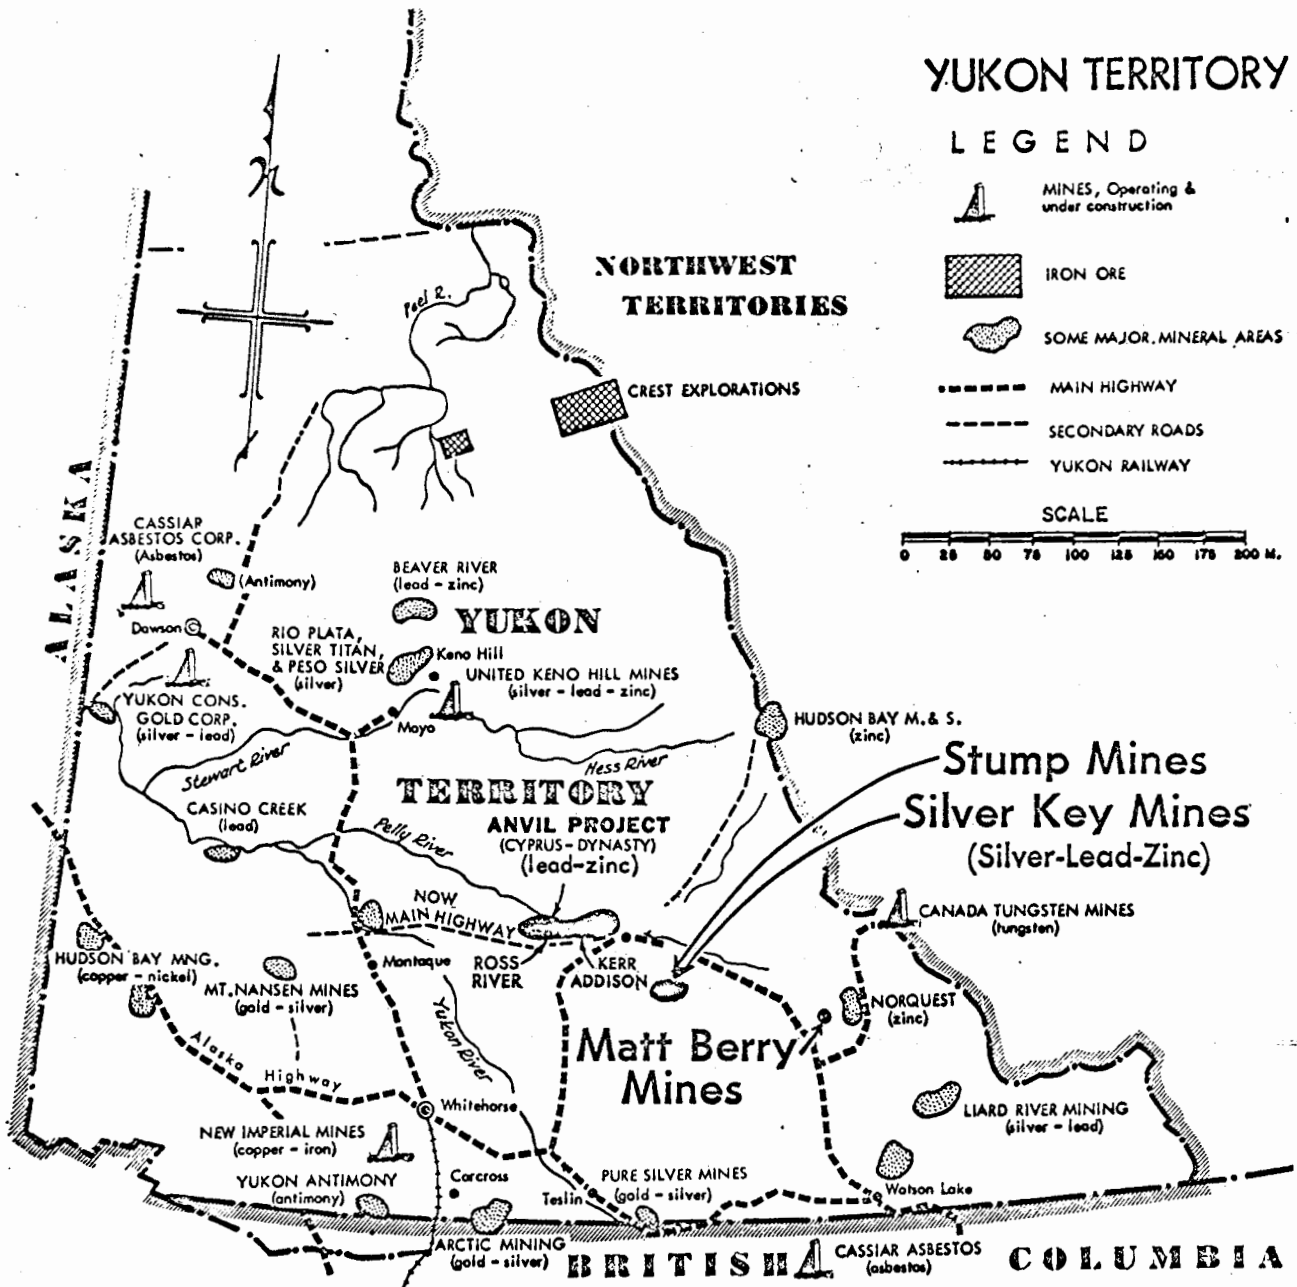 YUKON TERRITORY
LEGEND
MINES, Operating &
under construction
IRON ORE
SOME MAJOR MINERAL AREAS
MAIN HIGHWAY
SECONDARY ROADS
YUKON RAILWAY
SCALE
0 25 50 75 100 125 150 175 200 M.
N
NORTHWEST
TERRITORIES
Peel R.
CREST EXPLORATIONS
ALASKA
CASSIAR
ASBESTOS CORP.
(Asbestos)
(Antimony)
BEAVER RIVER
(lead-zinc)
YUKON
Dawson
RIO PLATA,
SILVER TITAN,
& PESO SILVER
(silver)
Keno Hill
UNITED KENO HILL MINES
(silver-lead-zinc)
YUKON CONS.
GOLD CORP.
(silver-lead)
Mayo
HUDSON BAY M. & S.
(zinc)
Stewart River
Hess River
Stump Mines
TERRITORY
CASINO CREEK
(lead)
Silver Key Mines
(Silver-Lead-Zinc)
Pelly River
ANVIL PROJECT
(CYPRUS-DYNASTY)
(lead-zinc)
NOW
MAIN HIGHWAY
CANADA TUNGSTEN MINES
(tungsten)
HUDSON BAY MNG.
(copper-nickel)
MT. NANSEN MINES
(gold-silver)
Montague
ROSS
RIVER
KERR
ADDISON
NORQUEST
(zinc)
Yukon River
Matt Berry
Mines
Alaska Highway
Whitehorse
LIARD RIVER MINING
(silver-lead)
NEW IMPERIAL MINES
(copper-iron)
YUKON ANTIMONY
(antimony)
Carcross
Teslin
PURE SILVER MINES
(gold-silver)
Watson Lake
ARCTIC MINING
(gold-silver)
BRITISH
CASSIAR ASBESTOS
(asbestos)
COLUMBIA